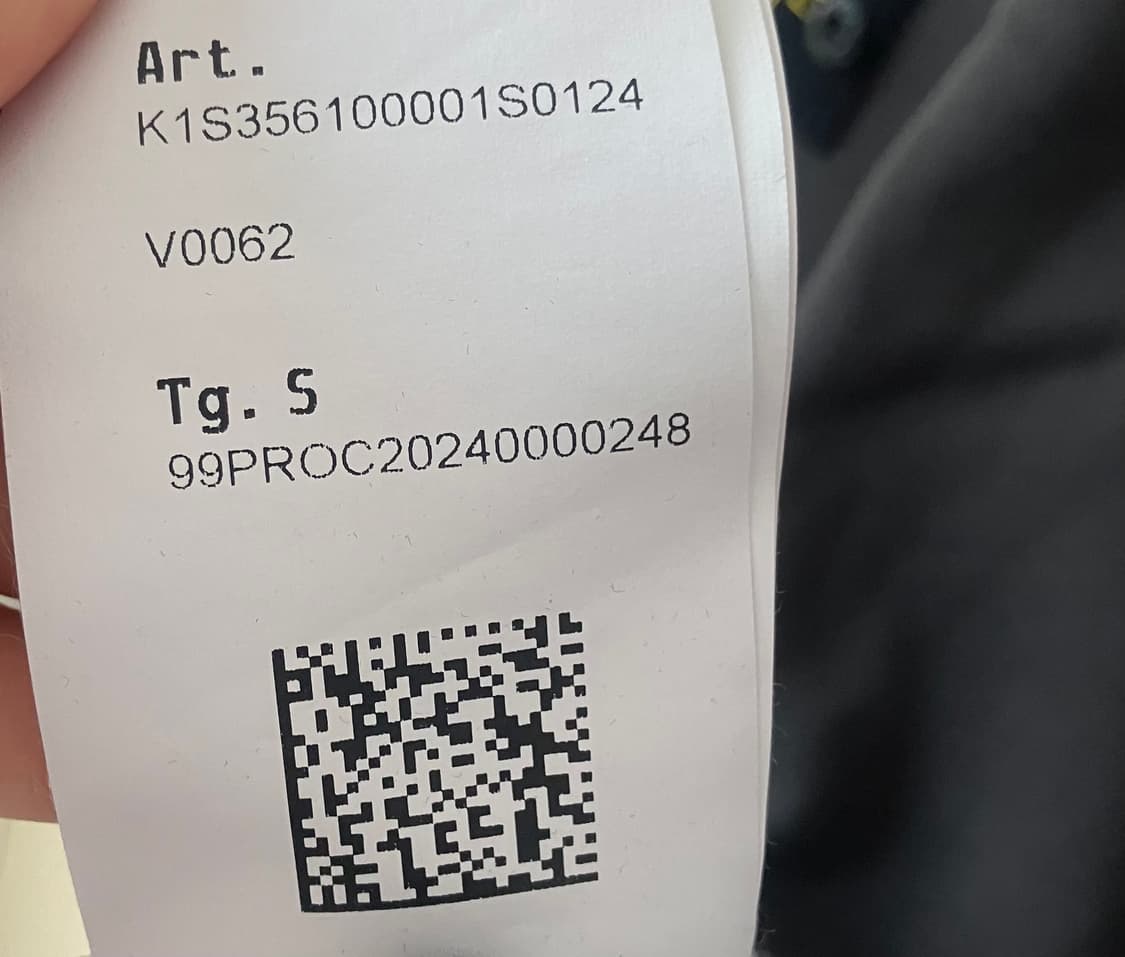 Art.
K1S356100001S0124
V0062
Tg. S
99PROC20240000248